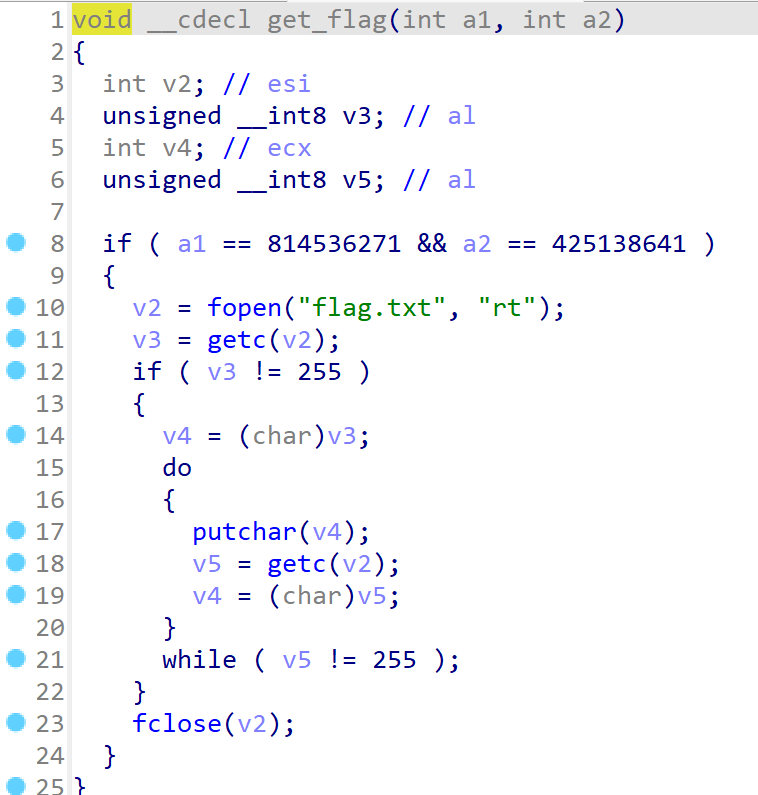 1 void __cdecl get_flag(int a1, int a2)
2 {
3 int v2; // esi
4 unsigned __int8 v3; // al
5 int v4; // ecx
6 unsigned __int8 v5; // al
7
8 if ( a1 == 814536271 && a2 == 425138641 )
9 {
10 v2 = fopen("flag.txt", "rt");
11 v3 = getc(v2);
12 if ( v3 != 255 )
13 {
14 v4 = (char)v3;
15 do
16 {
17 putchar(v4);
18 v5 = getc(v2);
19 v4 = (char)v5;
20 }
21 while ( v5 != 255 );
22 }
23 fclose(v2);
24 }
25 }